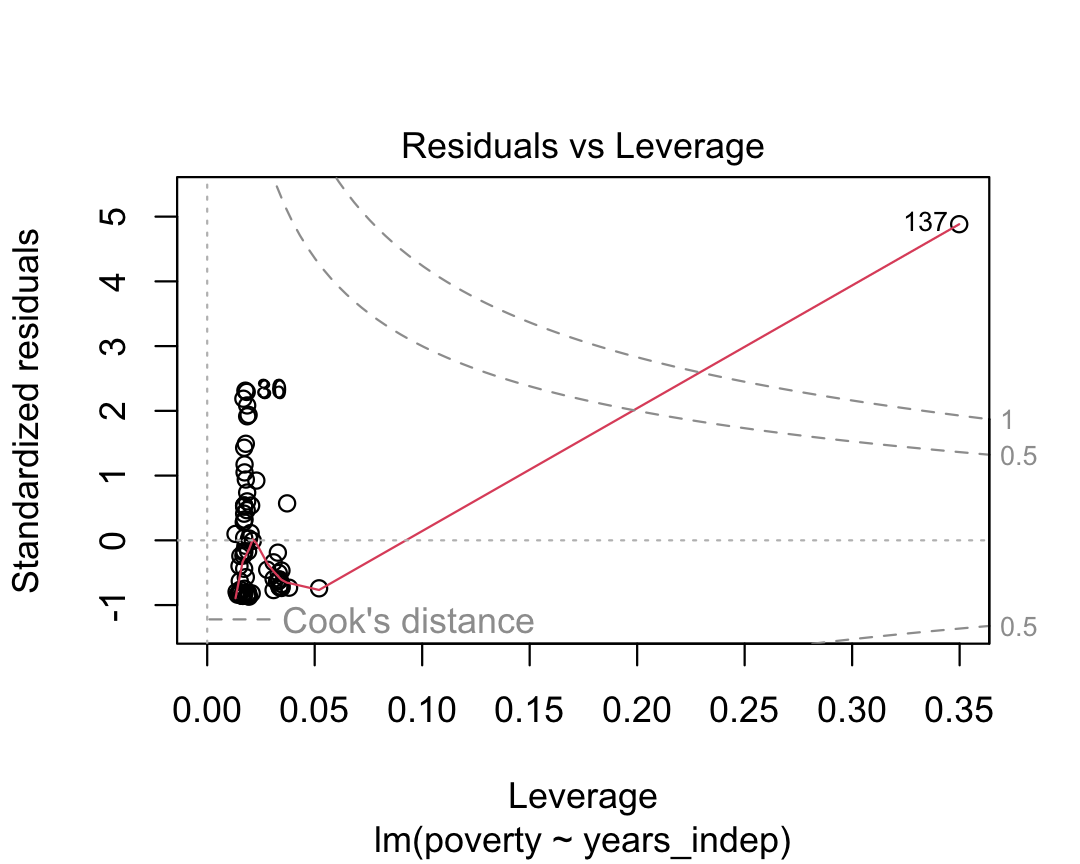 Residuals vs Leverage
Standardized residuals
5
4
3
2
1
0
-1
137
1
0.5
0.5
Cook's distance
0.00 0.05 0.10 0.15 0.20 0.25 0.30 0.35
Leverage
lm(poverty ~ years_indep)